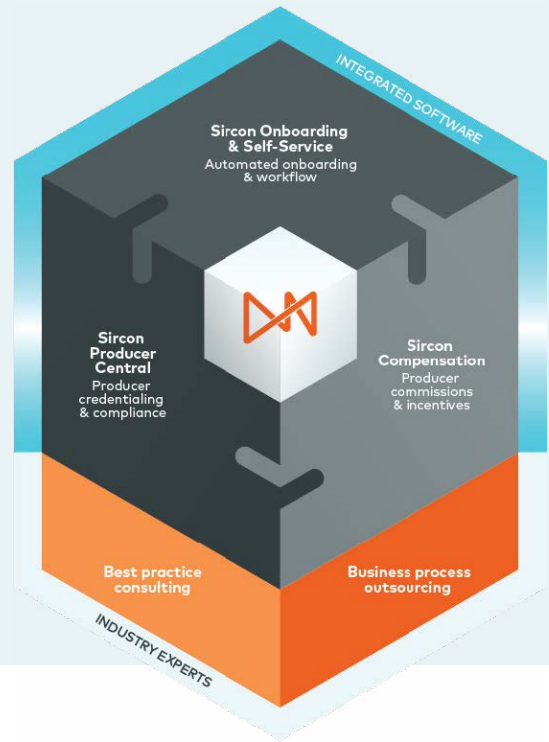 INTEGRATED SOFTWARE
Sircon Onboarding
& Self-Service
Automated onboarding
& workflow
Sircon
Producer
Central
Producer
credentialing
& compliance
Sircon
Compensation
Producer
commissions
& incentives
Best practice
consulting
Business process
outsourcing
INDUSTRY EXPERTS